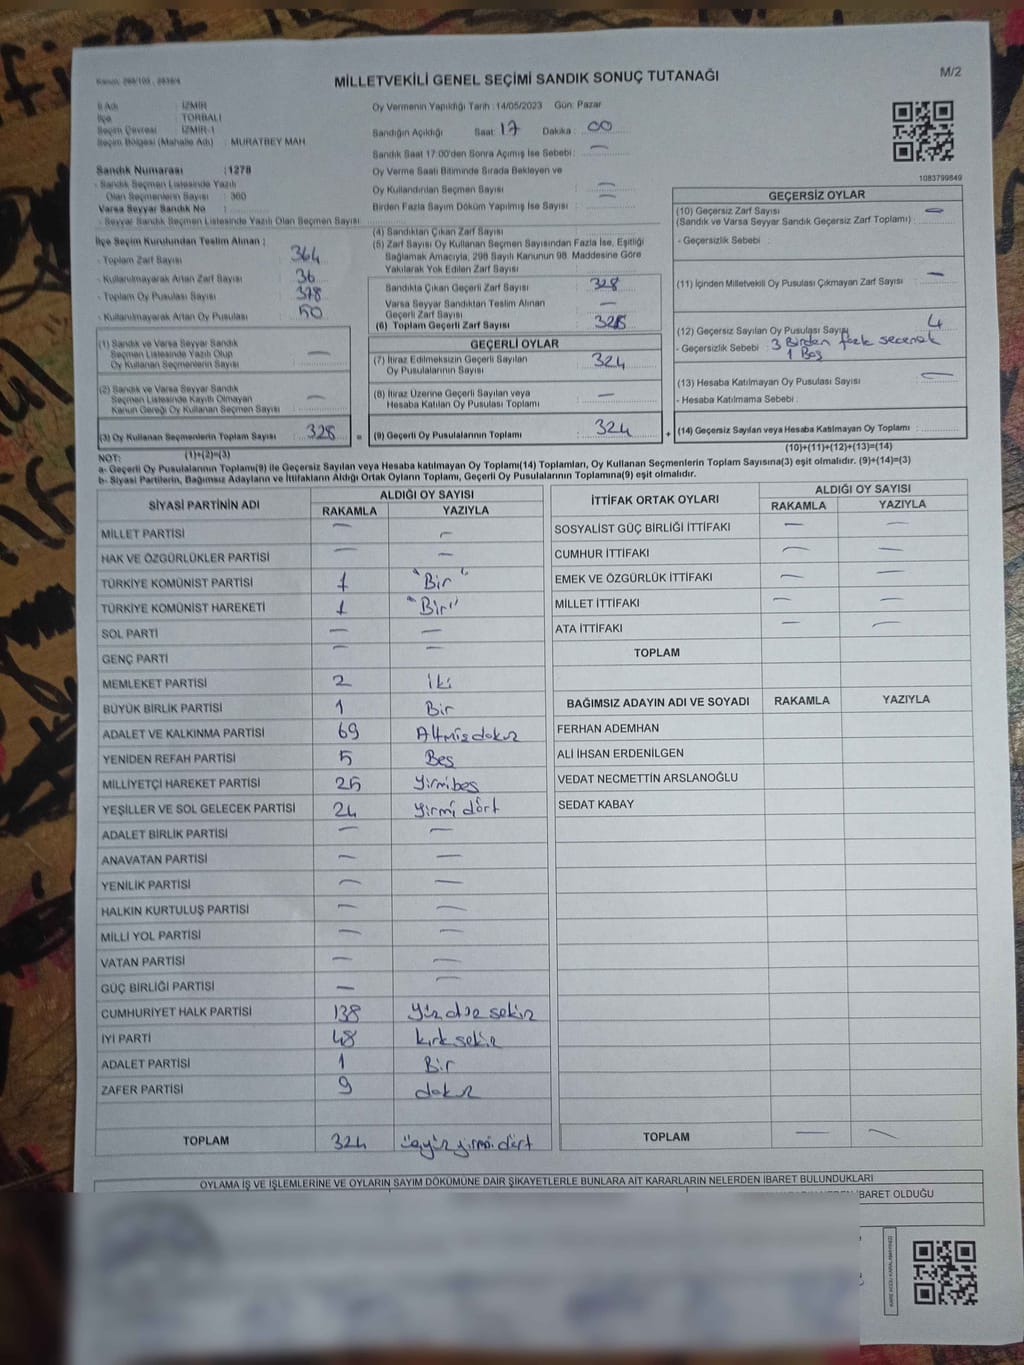 Kanun: 298/105 , 2839/4
MİLLETVEKİLİ GENEL SEÇİMİ SANDIK SONUÇ TUTANAĞI
M/2
İl Adı : İZMİR
İlçe : TORBALI
Seçim Çevresi : İZMİR-1
Seçim Bölgesi (Mahalle Adı) : MURATBEY MAH.
Sandık Numarası : 1278
- Sandık Seçmen Listesinde Yazılı
Olan Seçmenlerin Sayısı : 360
Varsa Seyyar Sandık No :
- Seyyar Sandık Seçmen Listesinde Yazılı Olan Seçmen Sayısı
İlçe Seçim Kurulundan Teslim Alınan :
- Toplam Zarf Sayısı : 364
- Kullanılmayarak Artan Zarf Sayısı : 36
- Toplam Oy Pusulası Sayısı : 378
- Kullanılmayarak Artan Oy Pusulası : 50
(1) Sandık ve Varsa Seyyar Sandık
Seçmen Listesinde Yazılı Olup
Oy Kullanan Seçmenlerin Sayısı : —
(2) Sandık ve Varsa Seyyar Sandık
Seçmen Listesinde Kayıtlı Olmayan
Kanun Gereği Oy Kullanan Seçmen Sayısı : —
(3) Oy Kullanan Seçmenlerin Toplam Sayısı : 328
(1)+(2)=(3)
Oy Vermenin Yapıldığı Tarih : 14/05/2023 Gün: Pazar
Sandığın Açıldığı Saat : 17 Dakika : 00
Sandık Saat 17:00'den Sonra Açımış İse Sebebi : —
Oy Verme Saati Bitiminde Sırada Bekleyen ve
Oy Kullandırılan Seçmen Sayısı : —
Birden Fazla Sayım Döküm Yapılmış İse Sayısı : —
(4) Sandıktan Çıkan Zarf Sayısı :
(5) Zarf Sayısı Oy Kullanan Seçmen Sayısından Fazla İse, Eşitliği
Sağlamak Amacıyla, 298 Sayılı Kanunun 98. Maddesine Göre
Yakılarak Yok Edilen Zarf Sayısı :
Sandıkta Çıkan Geçerli Zarf Sayısı : 328
Varsa Seyyar Sandıktan Teslim Alınan
Geçerli Zarf Sayısı : —
(6) Toplam Geçerli Zarf Sayısı : 328
GEÇERLİ OYLAR
(7) İtiraz Edilmeksizin Geçerli Sayılan
Oy Pusulalarının Sayısı : 324
(8) İtiraz Üzerine Geçerli Sayılan veya
Hesaba Katılan Oy Pusulası Toplamı : —
= (9) Geçerli Oy Pusulalarının Toplamı : 324 +
1083799849
GEÇERSİZ OYLAR
(10) Geçersiz Zarf Sayısı : —
(Sandık ve Varsa Seyyar Sandık Geçersiz Zarf Toplamı) :
- Geçersizlik Sebebi :
(11) İçinden Milletvekili Oy Pusulası Çıkmayan Zarf Sayısı : —
(12) Geçersiz Sayılan Oy Pusulası Sayısı 4
- Geçersizlik Sebebi : 3 Birden fazla secenek
1 Boş
(13) Hesaba Katılmayan Oy Pusulası Sayısı : —
- Hesaba Katılmama Sebebi :
(14) Geçersiz Sayılan veya Hesaba Katılmayan Oy Toplamı :
(10)+(11)+(12)+(13)=(14)
NOT:
a- Geçerli Oy Pusulalarının Toplamı(9) ile Geçersiz Sayılan veya Hesaba katılmayan Oy Toplamı(14) Toplamları, Oy Kullanan Seçmenlerin Toplam Sayısına(3) eşit olmalıdır. (9)+(14)=(3)
b- Siyasi Partilerin, Bağımsız Adayların ve İttifakların Aldığı Ortak Oyların Toplamı, Geçerli Oy Pusulalarının Toplamına(9) eşit olmalıdır.
SİYASİ PARTİNİN ADI
ALDIĞI OY SAYISI
RAKAMLA YAZIYLA
MİLLET PARTİSİ — —
HAK VE ÖZGÜRLÜKLER PARTİSİ — —
TÜRKİYE KOMÜNİST PARTİSİ 1 "Bir"
TÜRKİYE KOMÜNİST HAREKETİ 1 "Bir"
SOL PARTİ — —
GENÇ PARTİ — —
MEMLEKET PARTİSİ 2 iki
BÜYÜK BİRLİK PARTİSİ 1 Bir
ADALET VE KALKINMA PARTİSİ 69 Altmışdokuz
YENİDEN REFAH PARTİSİ 5 Beş
MİLLİYETÇİ HAREKET PARTİSİ 25 yirmibeş
YEŞİLLER VE SOL GELECEK PARTİSİ 24 yirmi dört
ADALET BİRLİK PARTİSİ — —
ANAVATAN PARTİSİ — —
YENİLİK PARTİSİ — —
HALKIN KURTULUŞ PARTİSİ — —
MİLLİ YOL PARTİSİ — —
VATAN PARTİSİ — —
GÜÇ BİRLİĞİ PARTİSİ — —
CUMHURİYET HALK PARTİSİ 138 yüz otuz sekiz
İYİ PARTİ 48 kırk sekiz
ADALET PARTİSİ 1 Bir
ZAFER PARTİSİ 9 dokuz
TOPLAM 324 üçyüz yirmi dört
İTTİFAK ORTAK OYLARI
ALDIĞI OY SAYISI
RAKAMLA YAZIYLA
SOSYALİST GÜÇ BİRLİĞİ İTTİFAKI — —
CUMHUR İTTİFAKI — —
EMEK VE ÖZGÜRLÜK İTTİFAKI — —
MİLLET İTTİFAKI — —
ATA İTTİFAKI — —
TOPLAM
BAĞIMSIZ ADAYIN ADI VE SOYADI RAKAMLA YAZIYLA
FERHAN ADEMHAN
ALİ İHSAN ERDENİLGEN
VEDAT NECMETTİN ARSLANOĞLU
SEDAT KABAY
TOPLAM — —
OYLAMA İŞ VE İŞLEMLERİNE VE OYLARIN SAYIM DÖKÜMÜNE DAİR ŞİKAYETLERLE BUNLARA AİT KARARLARIN NELERDEN İBARET BULUNDUKLARI
İBARET OLDUĞU